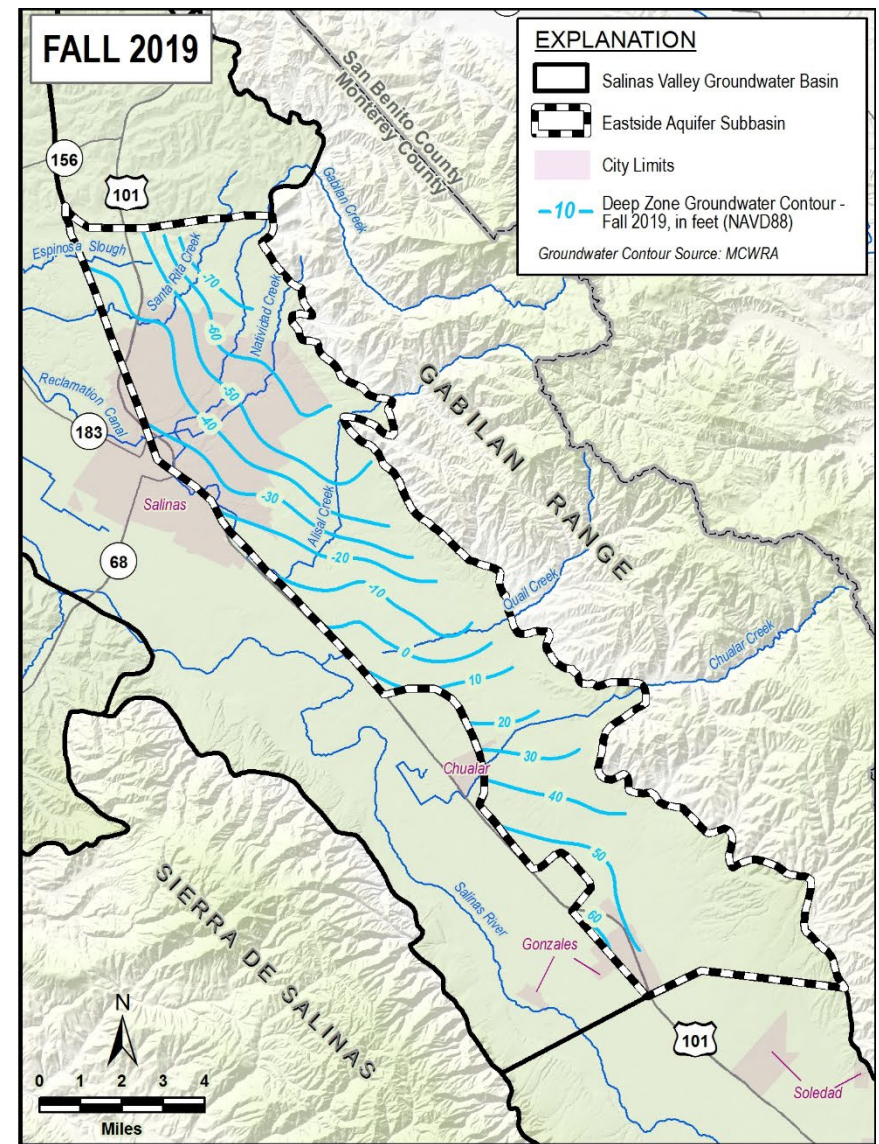 FALL 2019
EXPLANATION
Salinas Valley Groundwater Basin
Eastside Aquifer Subbasin
City Limits
-10
Deep Zone Groundwater Contour -
Fall 2019, in feet (NAVD88)
Groundwater Contour Source: MCWRA
San Benito County
Monterey County
156
101
Gabilan Creek
Espinosa Slough
Santa Rita Creek
-70
Natividad Creek
-60
-50
Reclamation Canal
-40
183
GABILAN RANGE
Salinas
-30
Alisal Creek
-20
68
-10
Quail Creek
0
Chualar Creek
10
20
30
Chualar
40
50
Salinas River
60
Gonzales
SIERRA DE SALINAS
N
101
Soledad
0 1 2 3 4
Miles